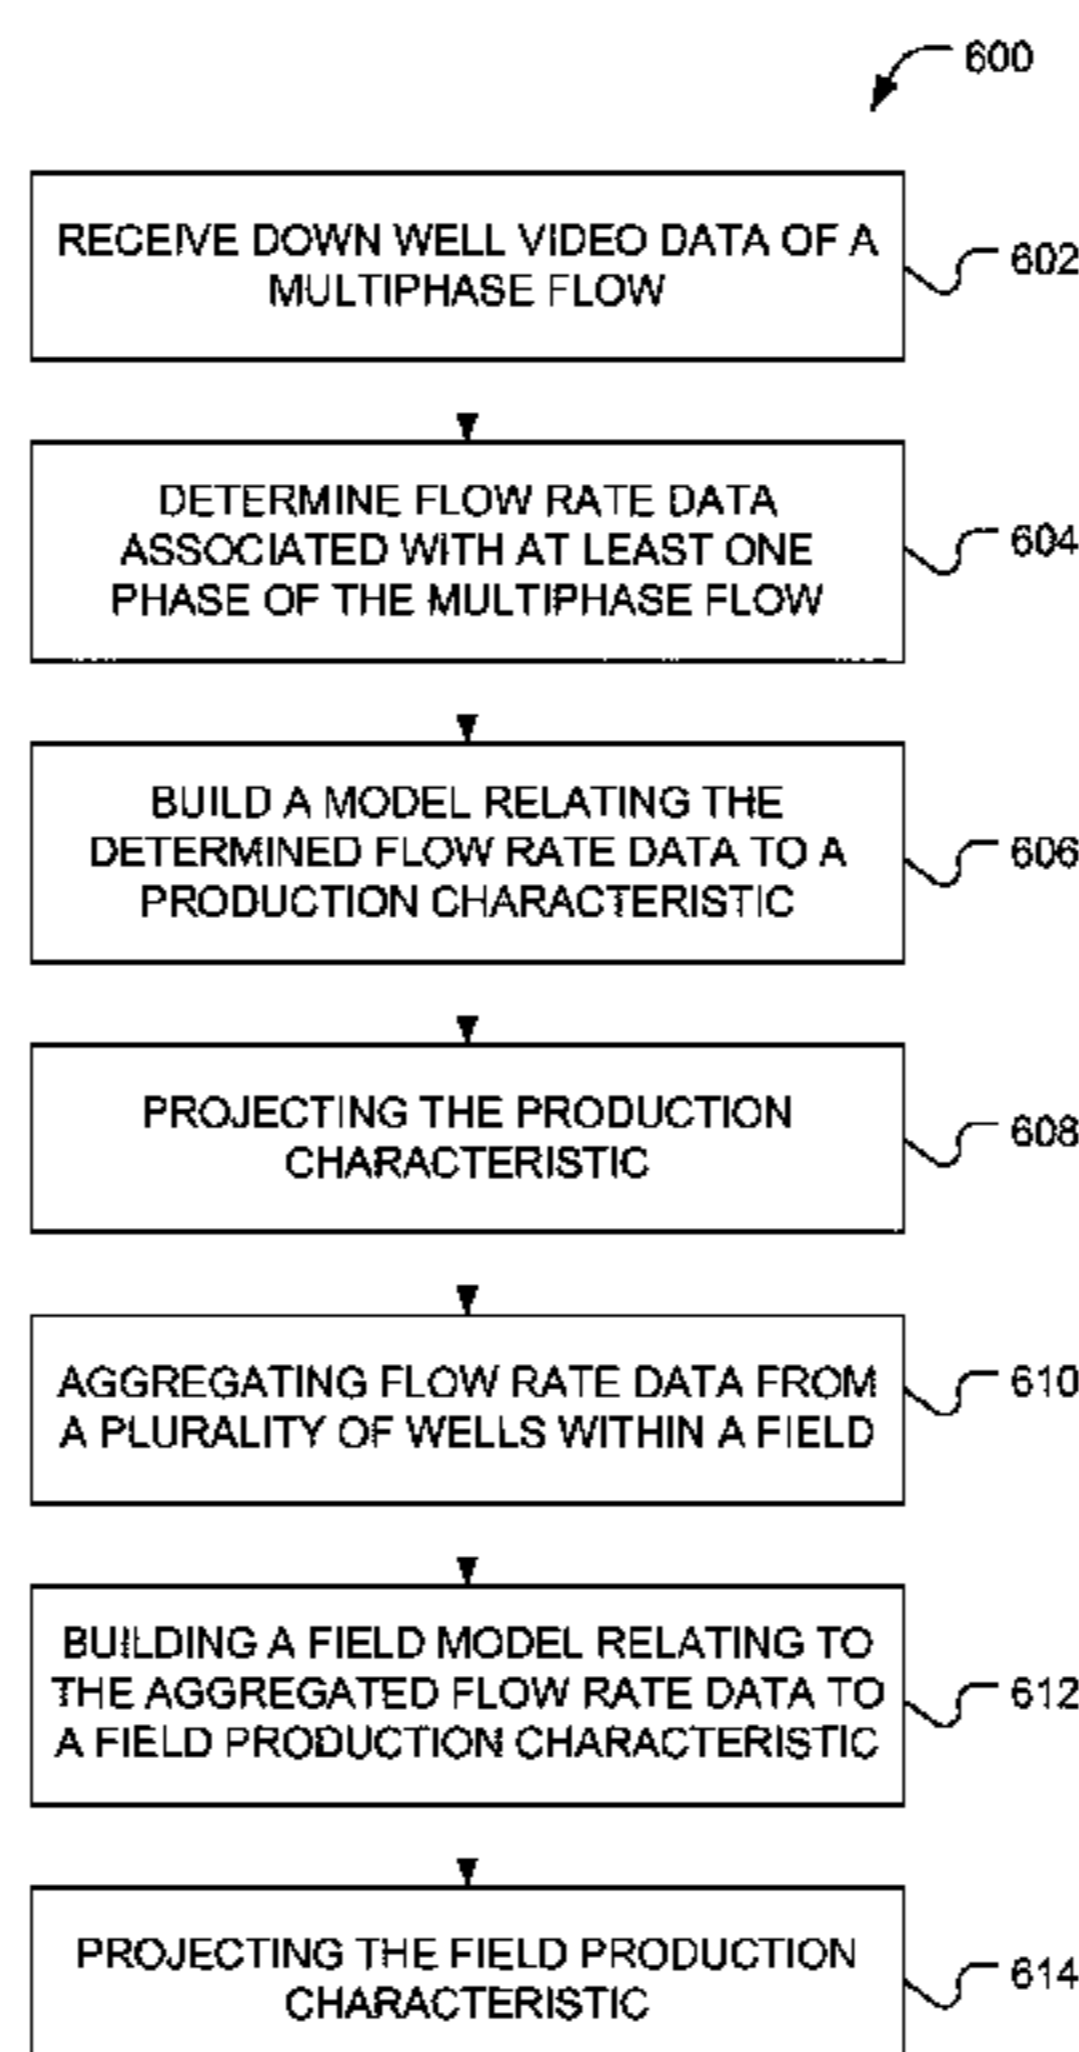 600
RECEIVE DOWN WELL VIDEO DATA OF A
MULTIPHASE FLOW
602
DETERMINE FLOW RATE DATA
ASSOCIATED WITH AT LEAST ONE
PHASE OF THE MULTIPHASE FLOW
604
BUILD A MODEL RELATING THE
DETERMINED FLOW RATE DATA TO A
PRODUCTION CHARACTERISTIC
606
PROJECTING THE PRODUCTION
CHARACTERISTIC
608
AGGREGATING FLOW RATE DATA FROM
A PLURALITY OF WELLS WITHIN A FIELD
610
BUILDING A FIELD MODEL RELATING TO
THE AGGREGATED FLOW RATE DATA TO
A FIELD PRODUCTION CHARACTERISTIC
612
PROJECTING THE FIELD PRODUCTION
CHARACTERISTIC
614